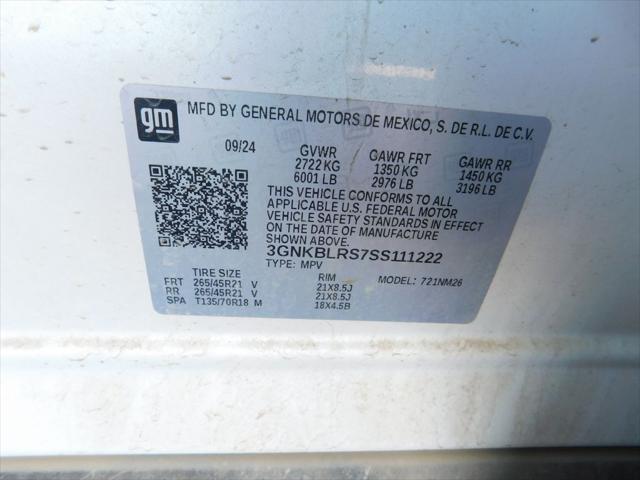 gm
MFD BY GENERAL MOTORS DE MEXICO, S. DE R.L. DE C.V.
09/24 GVWR GAWR FRT GAWR RR
2722 KG 1350 KG 1450 KG
6001 LB 2976 LB 3196 LB
THIS VEHICLE CONFORMS TO ALL
APPLICABLE U.S. FEDERAL MOTOR
VEHICLE SAFETY STANDARDS IN EFFECT
ON THE DATE OF MANUFACTURE
SHOWN ABOVE.
3GNKBLRS7SS111222
TYPE: MPV MODEL: 721NM26
TIRE SIZE RIM
FRT 265/45R21 V 21X8.5J
RR 265/45R21 V 21X8.5J
SPA T135/70R18 M 18X4.5B